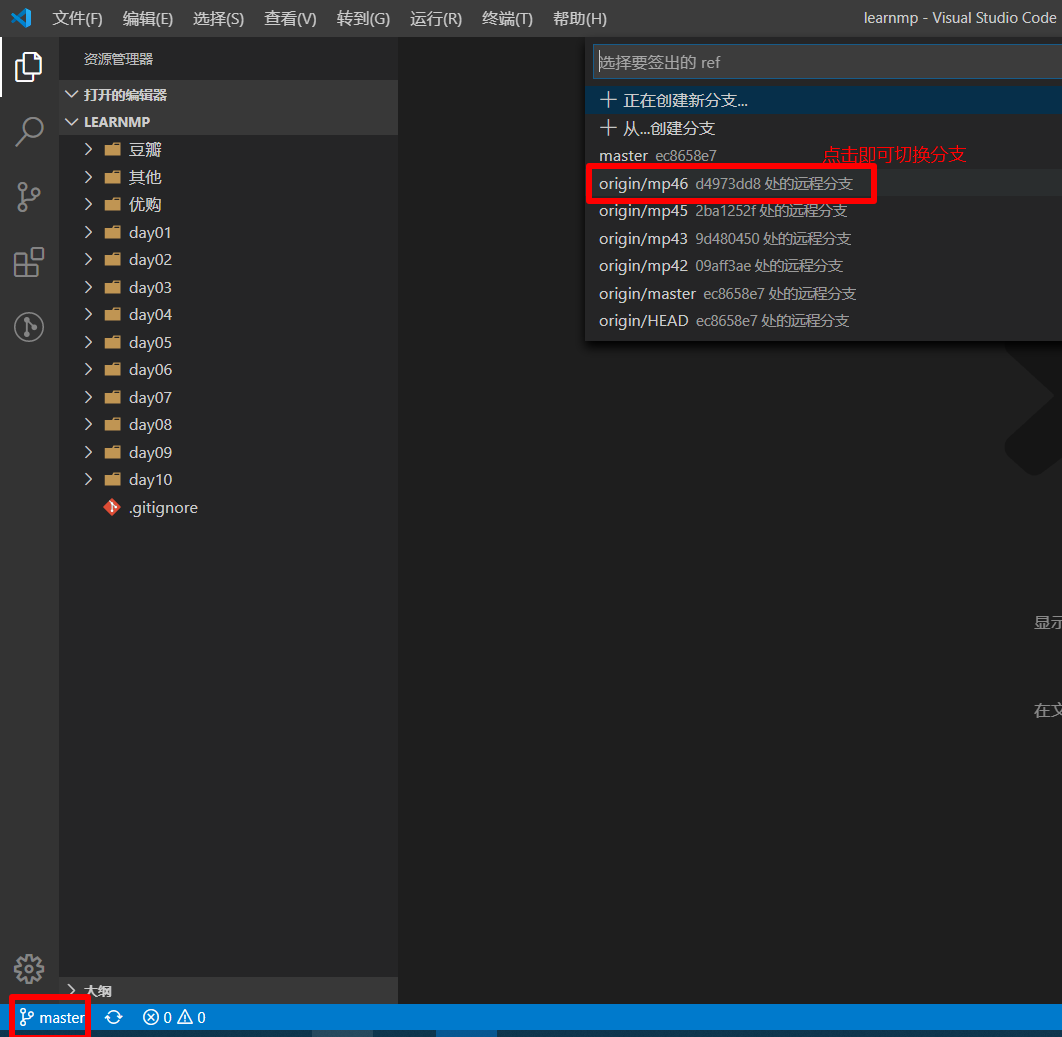 文件(F) 编辑(E) 选择(S) 查看(V) 转到(G) 运行(R) 终端(T) 帮助(H) learnmp - Visual Studio Code
资源管理器
打开的编辑器
LEARNMP
豆瓣
其他
优购
day01
day02
day03
day04
day05
day06
day07
day08
day09
day10
.gitignore
大纲
选择要签出的 ref
正在创建新分支...
从...创建分支
master ec8658e7
点击即可切换分支
origin/mp46 d4973dd8 处的远程分支
origin/mp45 2ba1252f 处的远程分支
origin/mp43 9d480450 处的远程分支
origin/mp42 09aff3ae 处的远程分支
origin/master ec8658e7 处的远程分支
origin/HEAD ec8658e7 处的远程分支
显示
在文
master 0 0